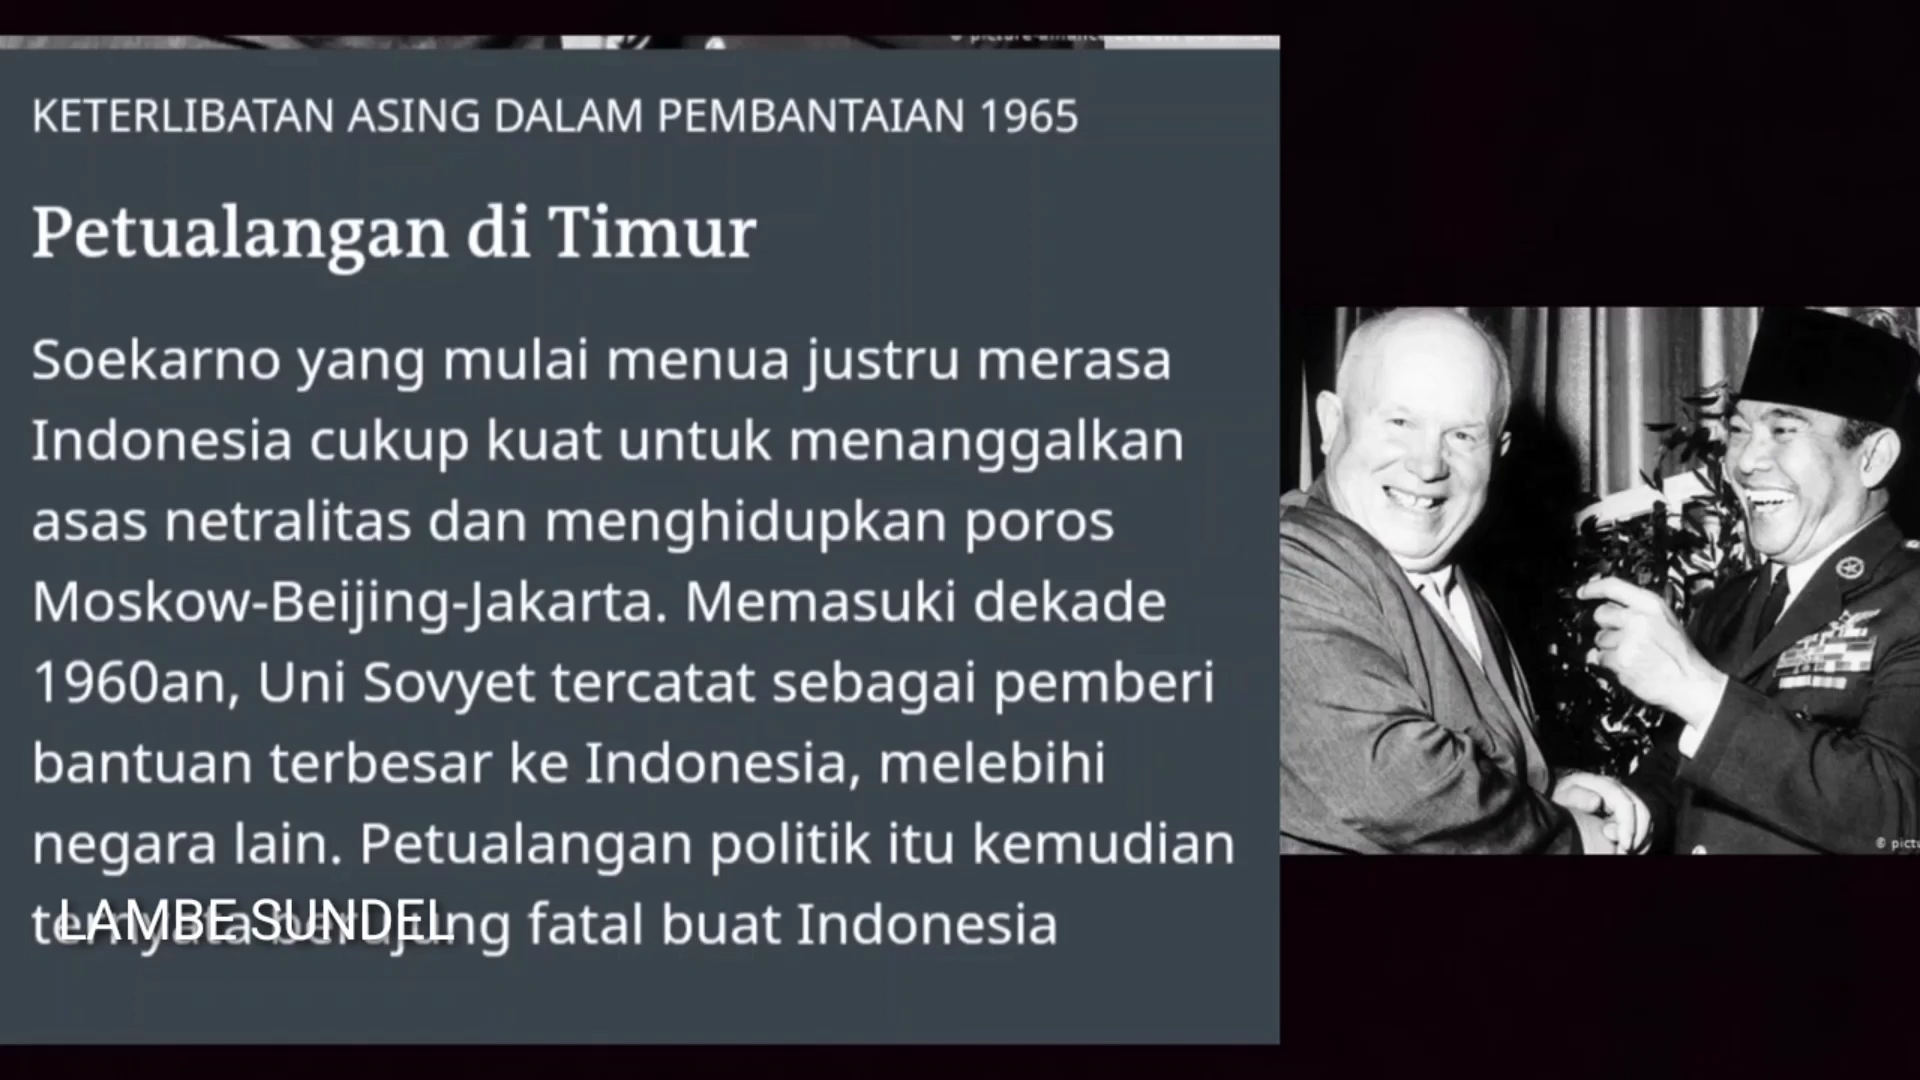 KETERLIBATAN ASING DALAM PEMBANTAIAN 1965
Petualangan di Timur
Soekarno yang mulai menua justru merasa
Indonesia cukup kuat untuk menanggalkan
asas netralitas dan menghidupkan poros
Moskow-Beijing-Jakarta. Memasuki dekade
1960an, Uni Sovyet tercatat sebagai pemberi
bantuan terbesar ke Indonesia, melebihi
negara lain. Petualangan politik itu kemudian
ternyata berujung fatal buat Indonesia
LAMBE SUNDEL